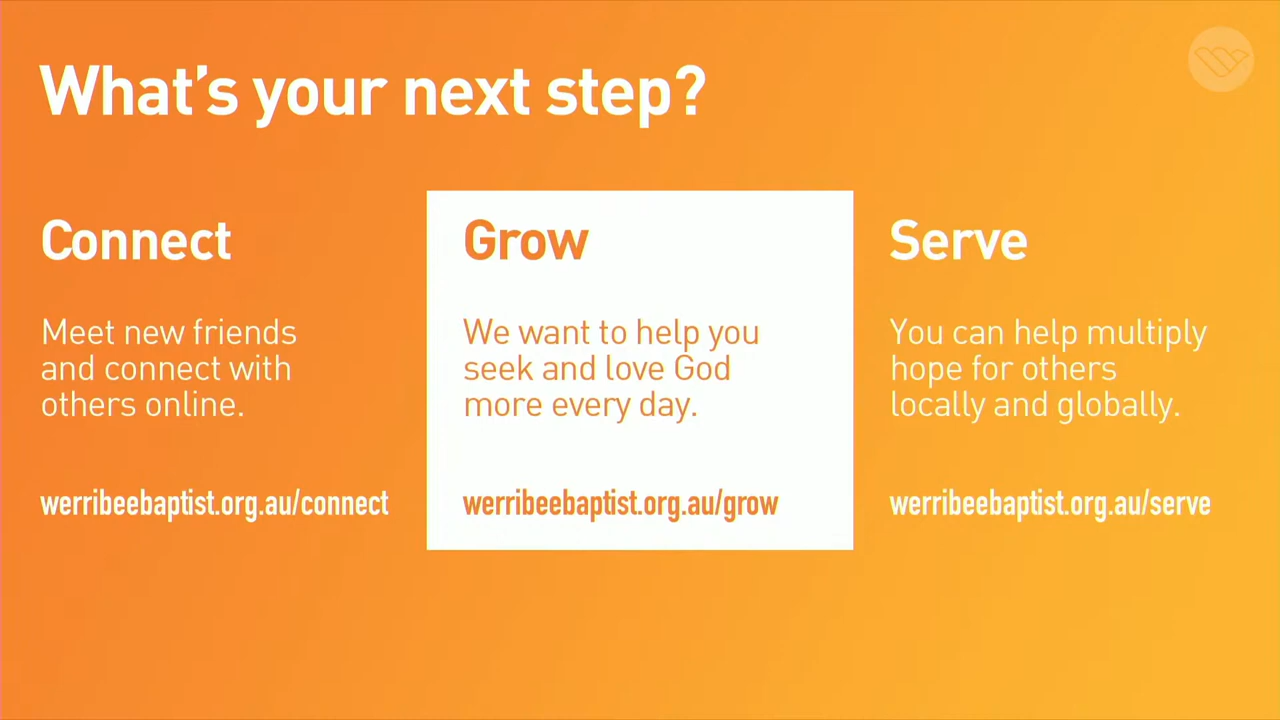 What's your next step?
Connect
Meet new friends
and connect with
others online.
werribeebaptist.org.au/connect
Grow
We want to help you
seek and love God
more every day.
werribeebaptist.org.au/grow
Serve
You can help multiply
hope for others
locally and globally.
werribeebaptist.org.au/serve